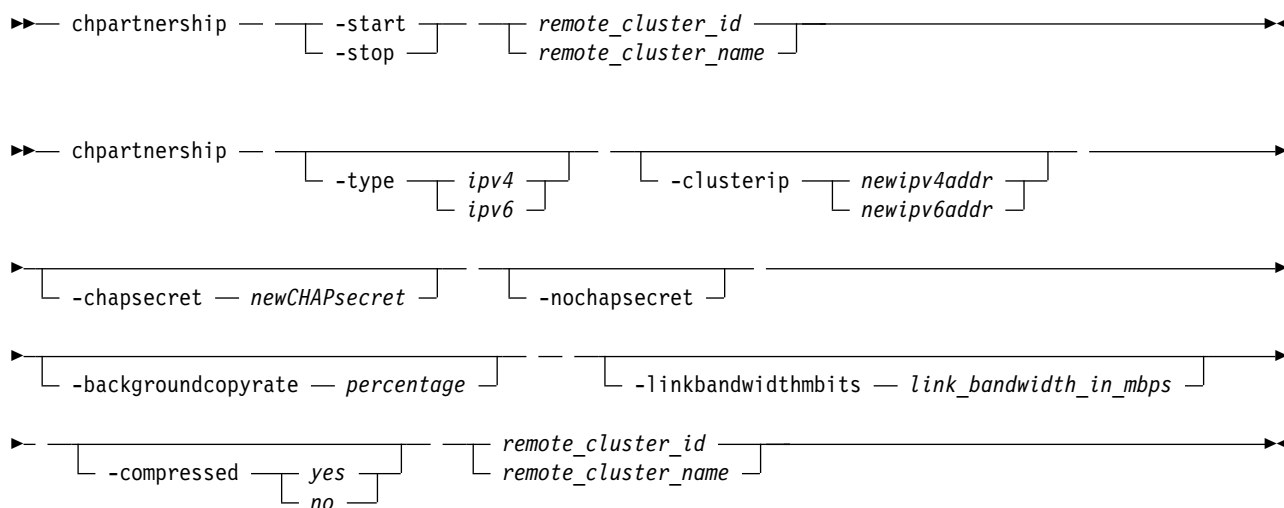 chpartnership -start remote_cluster_id
-stop remote_cluster_name
chpartnership
-type ipv4 -clusterip newipv4addr
ipv6 newipv6addr
-chapsecret newCHAPsecret -nochapsecret
-backgroundcopyrate percentage -linkbandwidthmbits link_bandwidth_in_mbps
remote_cluster_id
-compressed yes remote_cluster_name
no